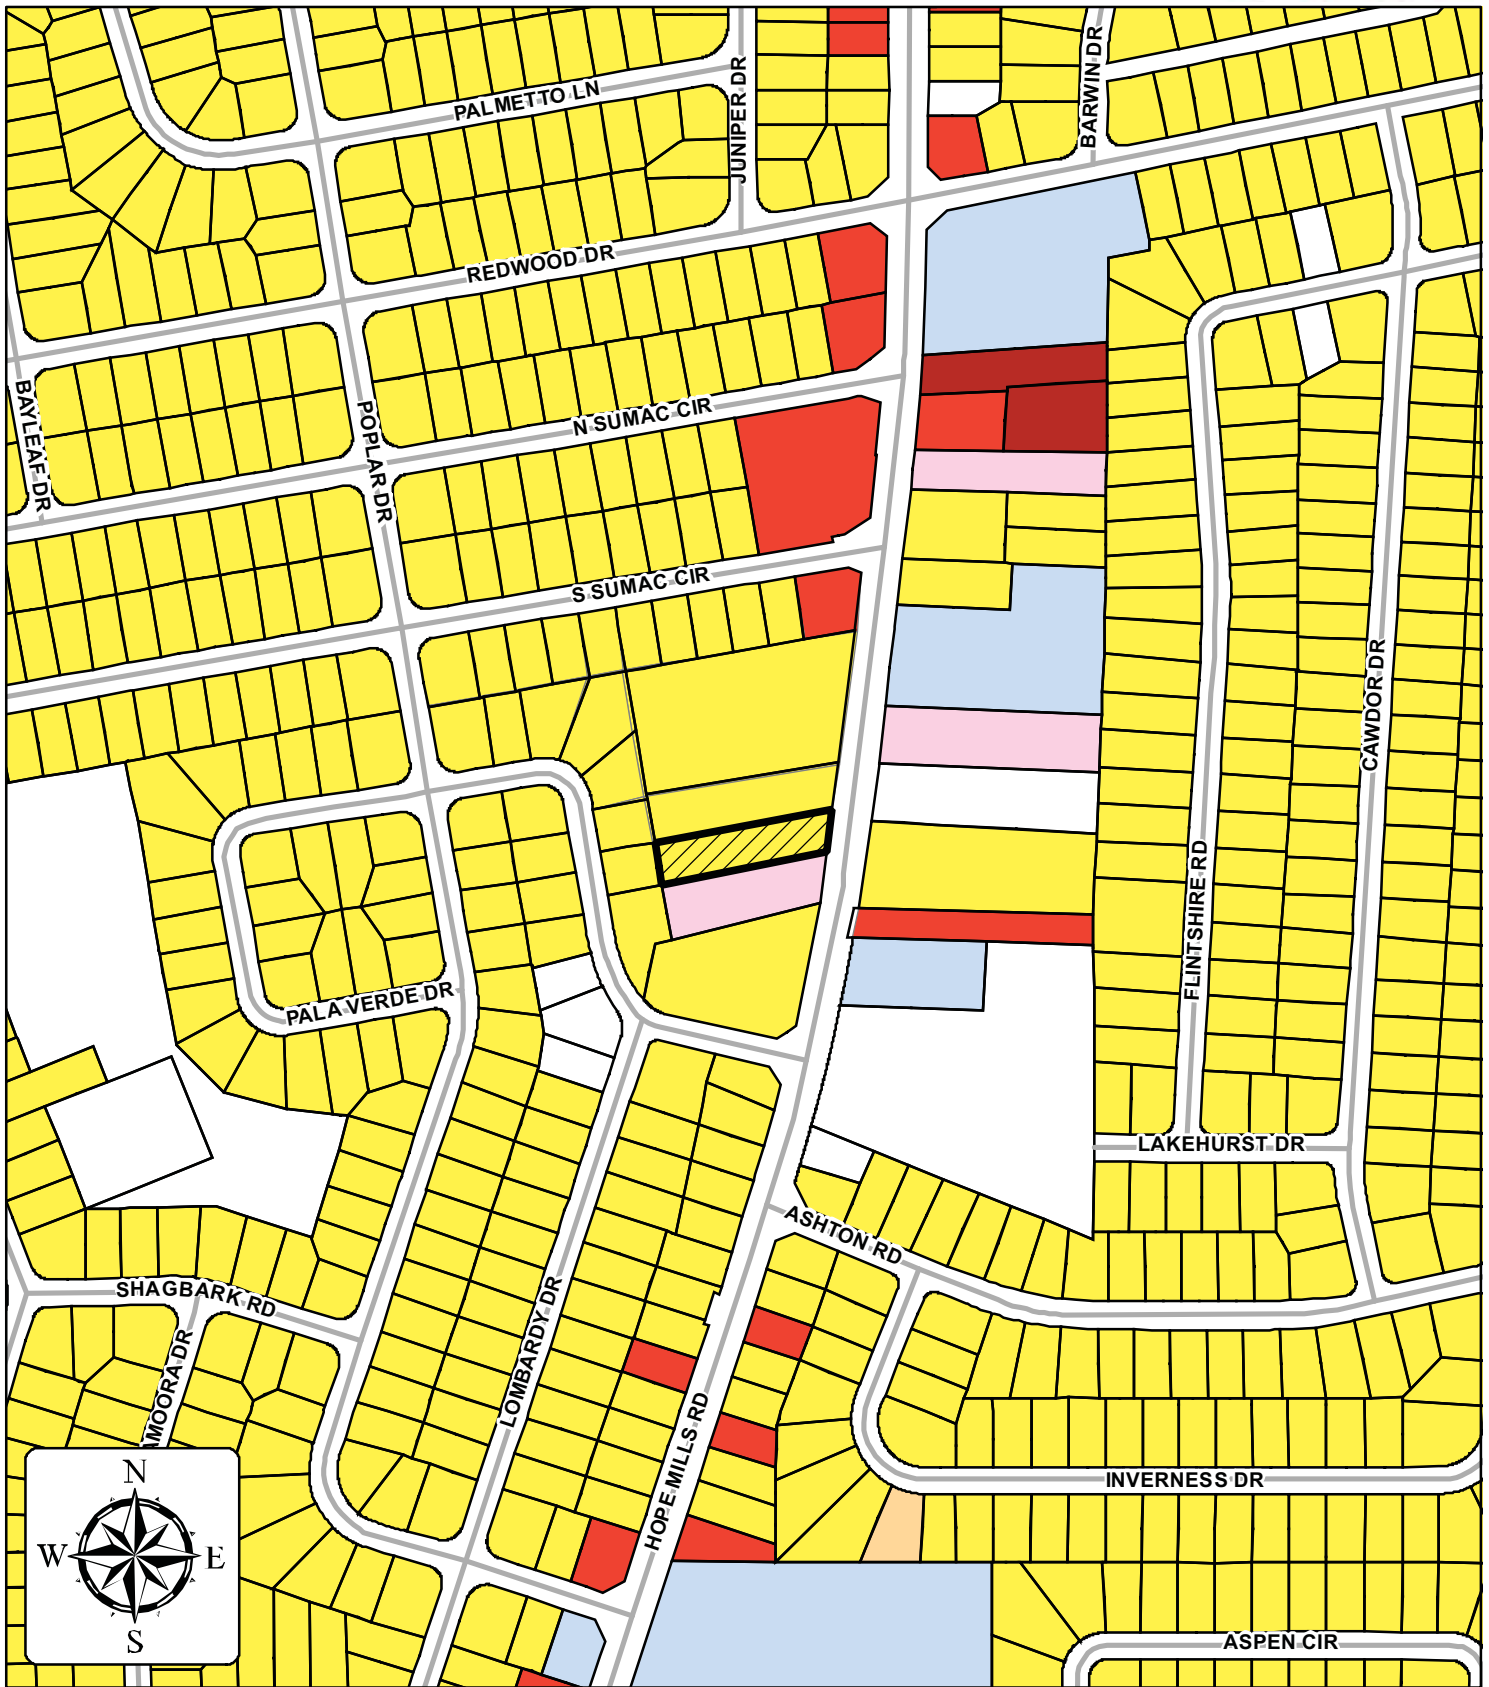 PALMETTO LN
JUNIPER DR
BARWIN DR
REDWOOD DR
BAYLEAF DR
POPLAR DR
N SUMAC CIR
S SUMAC CIR
CAWDOR DR
FLINTSHIRE RD
PALA VERDE DR
LAKEHURST DR
ASHTON RD
SHAGBARK RD
LOMBARDY DR
AMOORA DR
HOPE MILLS RD
INVERNESS DR
ASPEN CIR
N
W
E
S